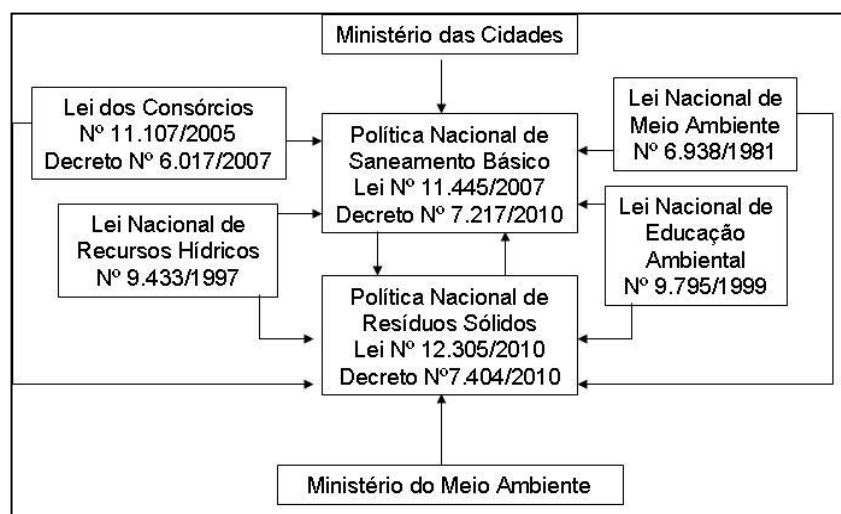 Ministério das Cidades
Lei dos Consórcios
Nº 11.107/2005
Decreto Nº 6.017/2007
Política Nacional de
Saneamento Básico
Lei Nº 11.445/2007
Decreto Nº 7.217/2010
Lei Nacional de
Meio Ambiente
Nº 6.938/1981
Lei Nacional de
Recursos Hídricos
Nº 9.433/1997
Lei Nacional de
Educação
Ambiental
Nº 9.795/1999
Política Nacional de
Resíduos Sólidos
Lei Nº 12.305/2010
Decreto Nº7.404/2010
Ministério do Meio Ambiente